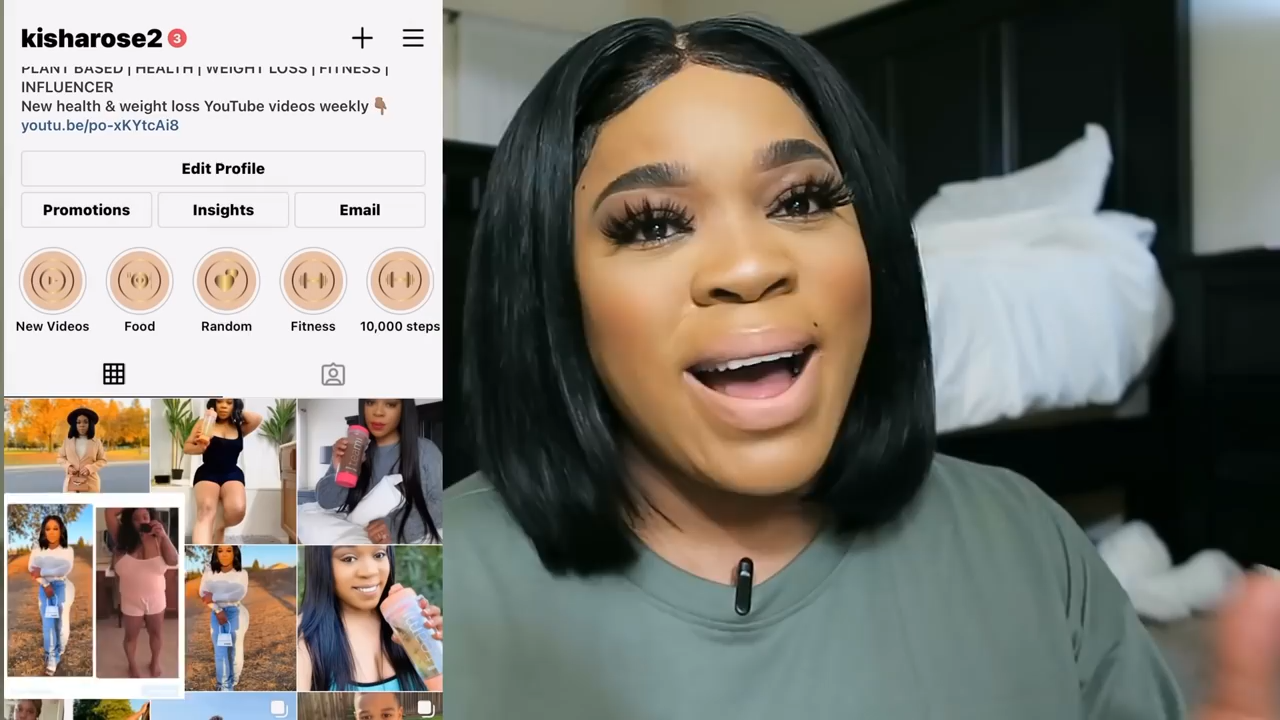 kisharose2 3
PLANT BASED | HEALTH | WEIGHT LOSS | FITNESS |
INFLUENCER
New health & weight loss YouTube videos weekly 👇🏽
youtu.be/po-xKYtcAi8
Edit Profile
Promotions Insights Email
New Videos Food Random Fitness 10,000 steps